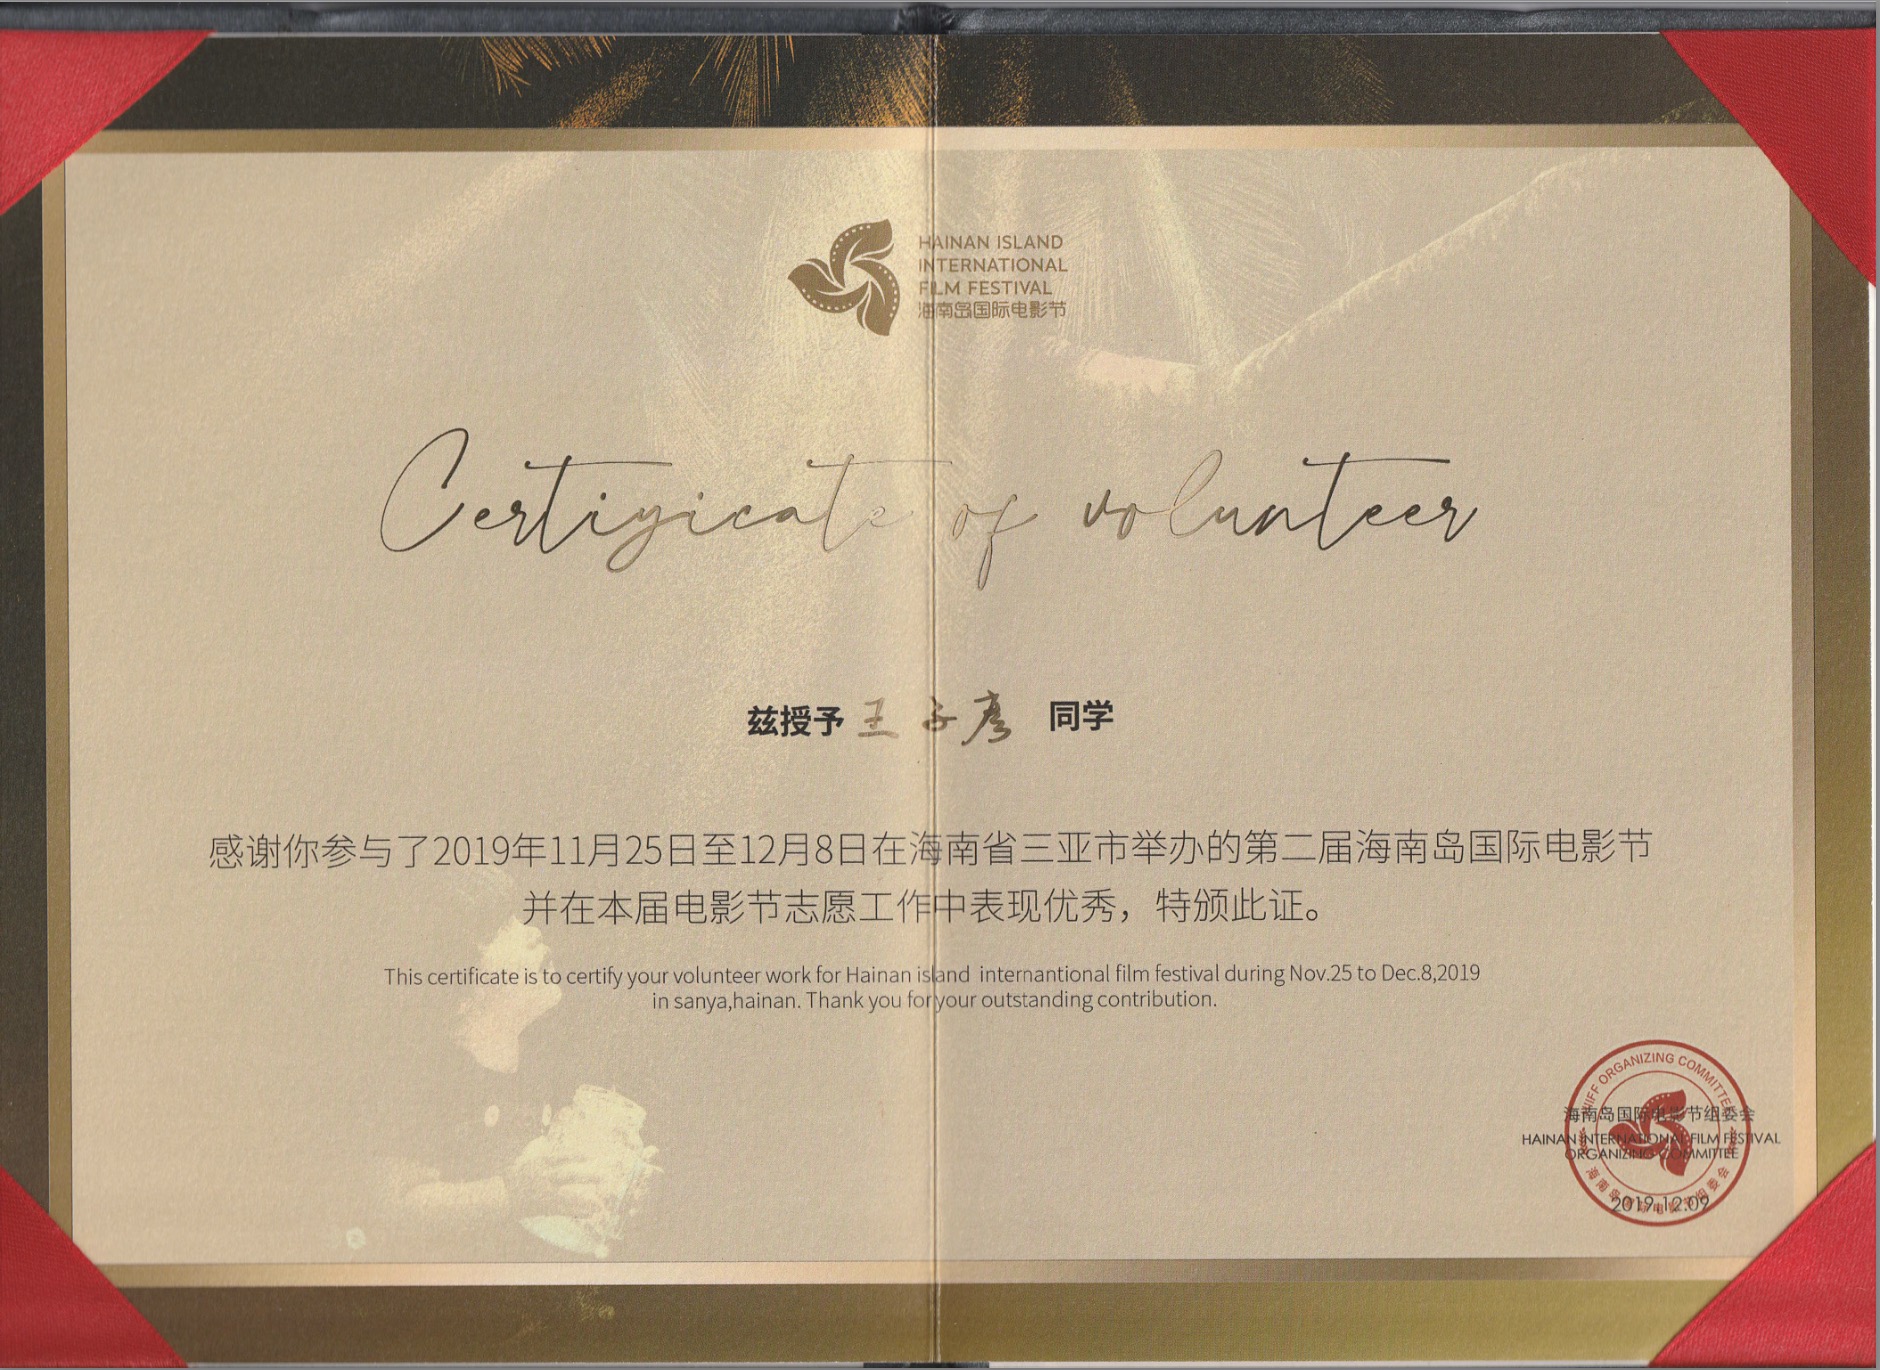 HAINAN ISLAND
INTERNATIONAL
FILM FESTIVAL
海南岛国际电影节
Certiyicate of volunteer
兹授予 王子彦 同学
感谢你参与了2019年11月25日至12月8日在海南省三亚市举办的第二届海南岛国际电影节
并在本届电影节志愿工作中表现优秀，特颁此证。
This certificate is to certify your volunteer work for Hainan island internantional film festival during Nov.25 to Dec.8,2019
in sanya,hainan. Thank you for your outstanding contribution.
HIIFF ORGANIZING COMMITTEE
海南岛国际电影节组委会
HAINAN INTERNATIONAL FILM FESTIVAL
ORGANIZING COMMITTEE
海南岛国际电影节组委会
2019.12.09